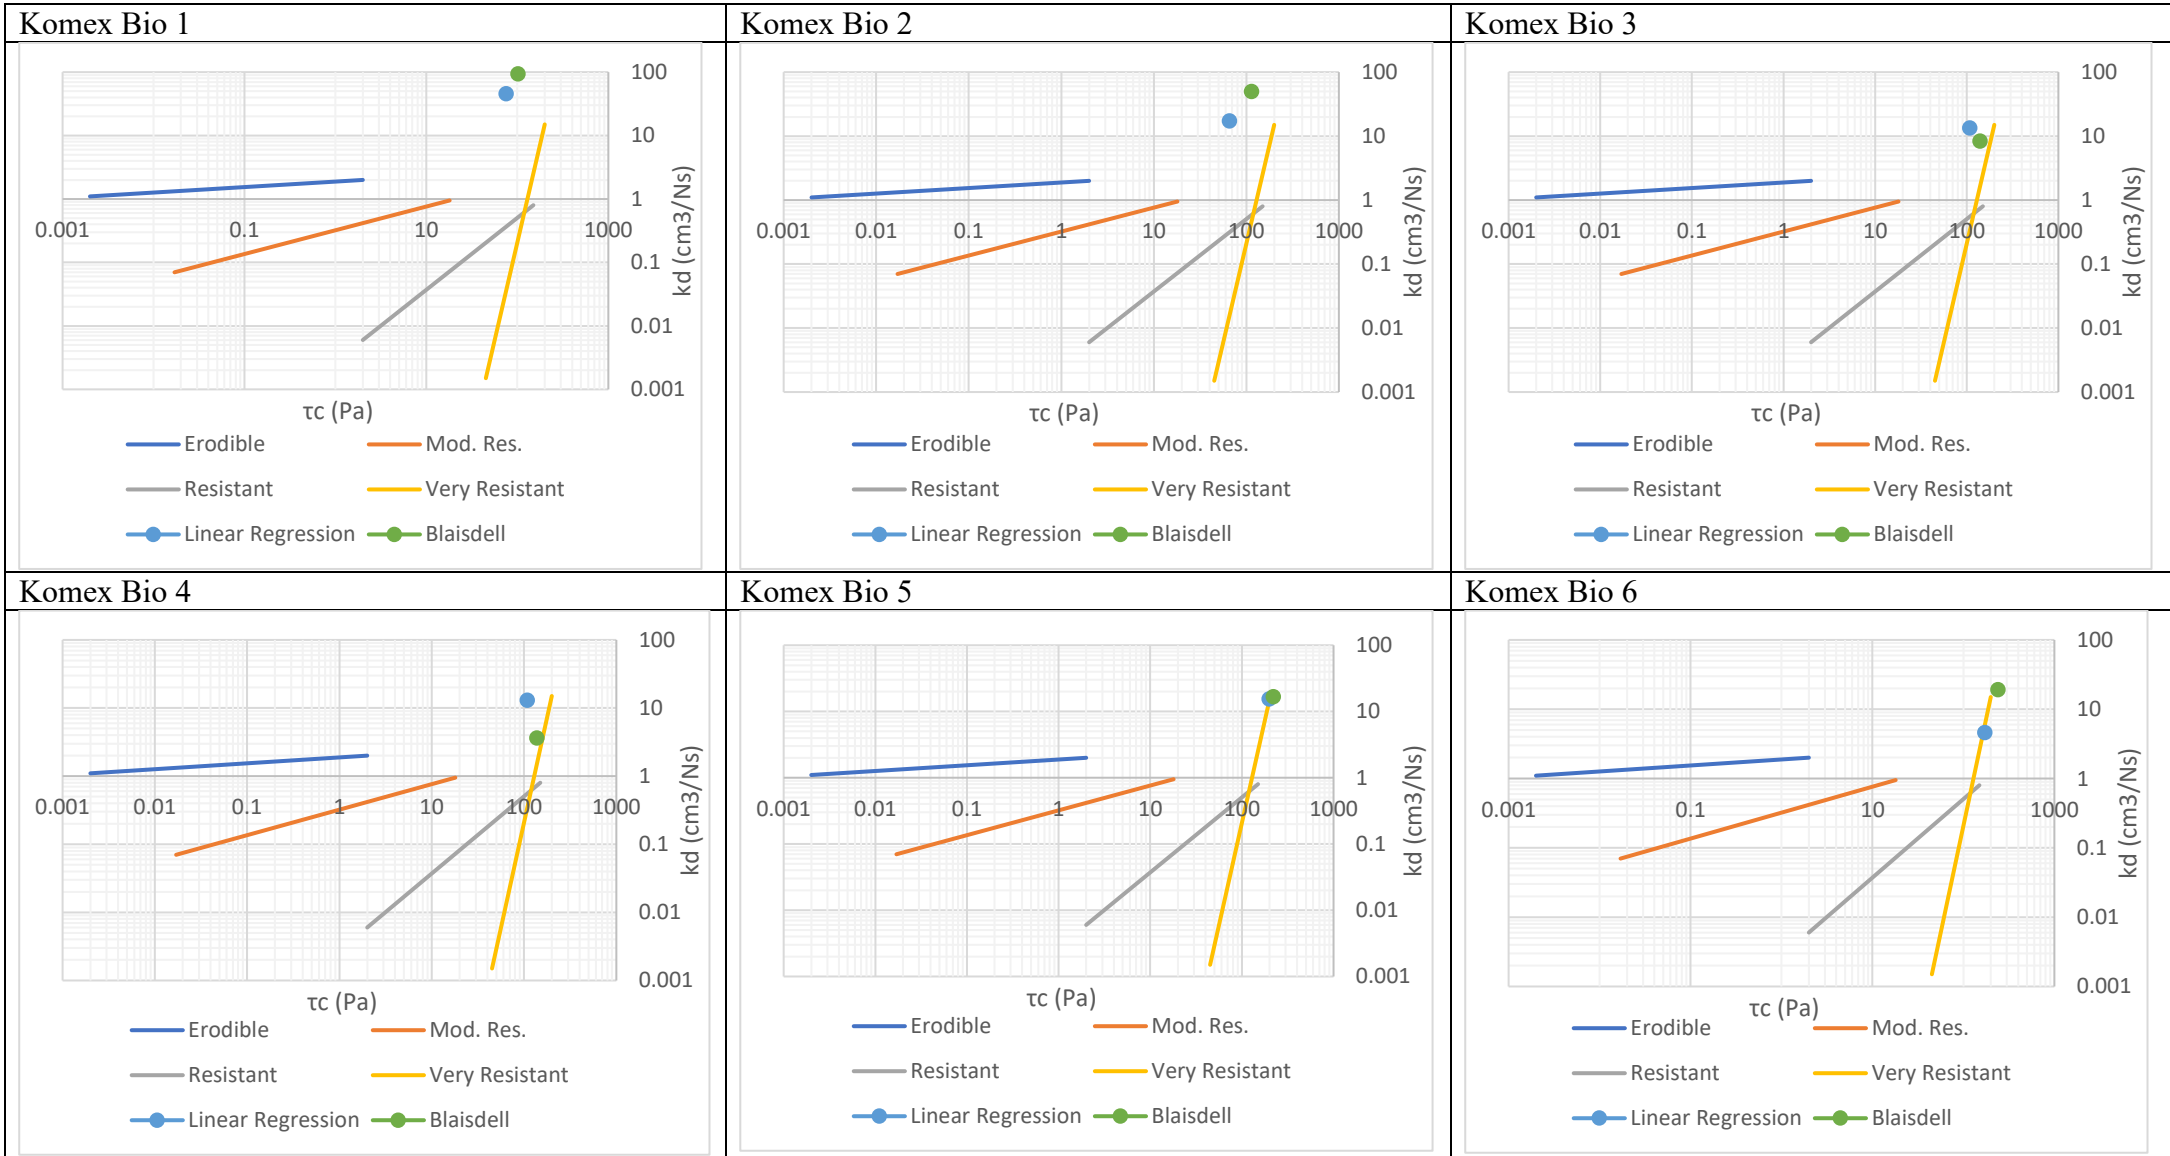 Komex Bio 1
100
10
1
0.001
0.1
10
1000
0.1
0.01
0.001
kd (cm3/Ns)
τc (Pa)
Erodible
Mod. Res.
Resistant
Very Resistant
Linear Regression
Blaisdell
Komex Bio 2
100
10
1
0.001
0.01
0.1
1
10
100
1000
0.1
0.01
0.001
kd (cm3/Ns)
τc (Pa)
Erodible
Mod. Res.
Resistant
Very Resistant
Linear Regression
Blaisdell
Komex Bio 3
100
10
1
0.001
0.01
0.1
1
10
100
1000
0.1
0.01
0.001
kd (cm3/Ns)
τc (Pa)
Erodible
Mod. Res.
Resistant
Very Resistant
Linear Regression
Blaisdell
Komex Bio 4
100
10
1
0.001
0.01
0.1
1
10
100
1000
0.1
0.01
0.001
kd (cm3/Ns)
τc (Pa)
Erodible
Mod. Res.
Resistant
Very Resistant
Linear Regression
Blaisdell
Komex Bio 5
100
10
1
0.001
0.01
0.1
1
10
100
1000
0.1
0.01
0.001
kd (cm3/Ns)
τc (Pa)
Erodible
Mod. Res.
Resistant
Very Resistant
Linear Regression
Blaisdell
Komex Bio 6
100
10
1
0.001
0.1
10
1000
0.1
0.01
0.001
kd (cm3/Ns)
τc (Pa)
Erodible
Mod. Res.
Resistant
Very Resistant
Linear Regression
Blaisdell